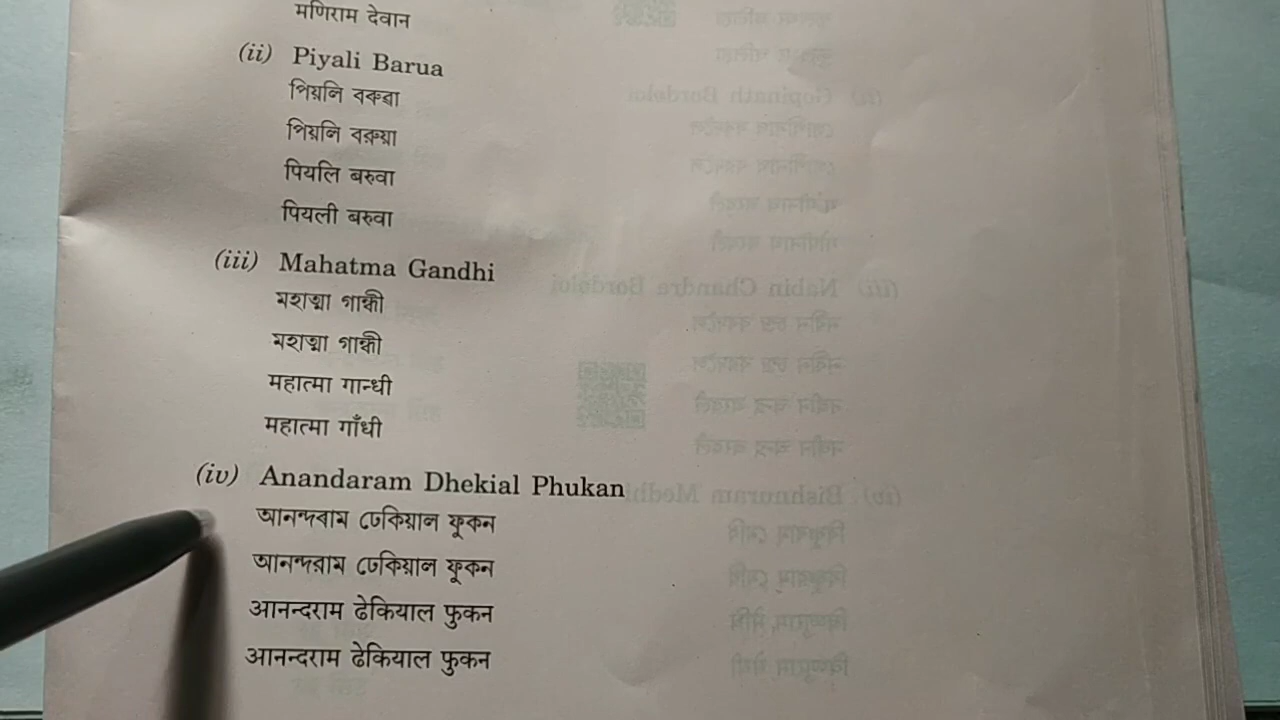 मणिराम देवान
(ii) Piyali Barua
পিয়লি বৰুৱা
পিয়লি বরুয়া
पियलि बरुवा
पियली बरुवा
(iii) Mahatma Gandhi
মহাত্মা গান্ধী
মহাত্মা গান্ধী
महात्मा गान्धी
महात्मा गाँधी
(iv) Anandaram Dhekial Phukan
আনন্দৰাম ঢেকিয়াল ফূকন
আনন্দরাম ঢেকিয়াল ফূকন
आनन्दराम ढेकियाल फुकन
आनन्दराम ढेकियाल फुकन